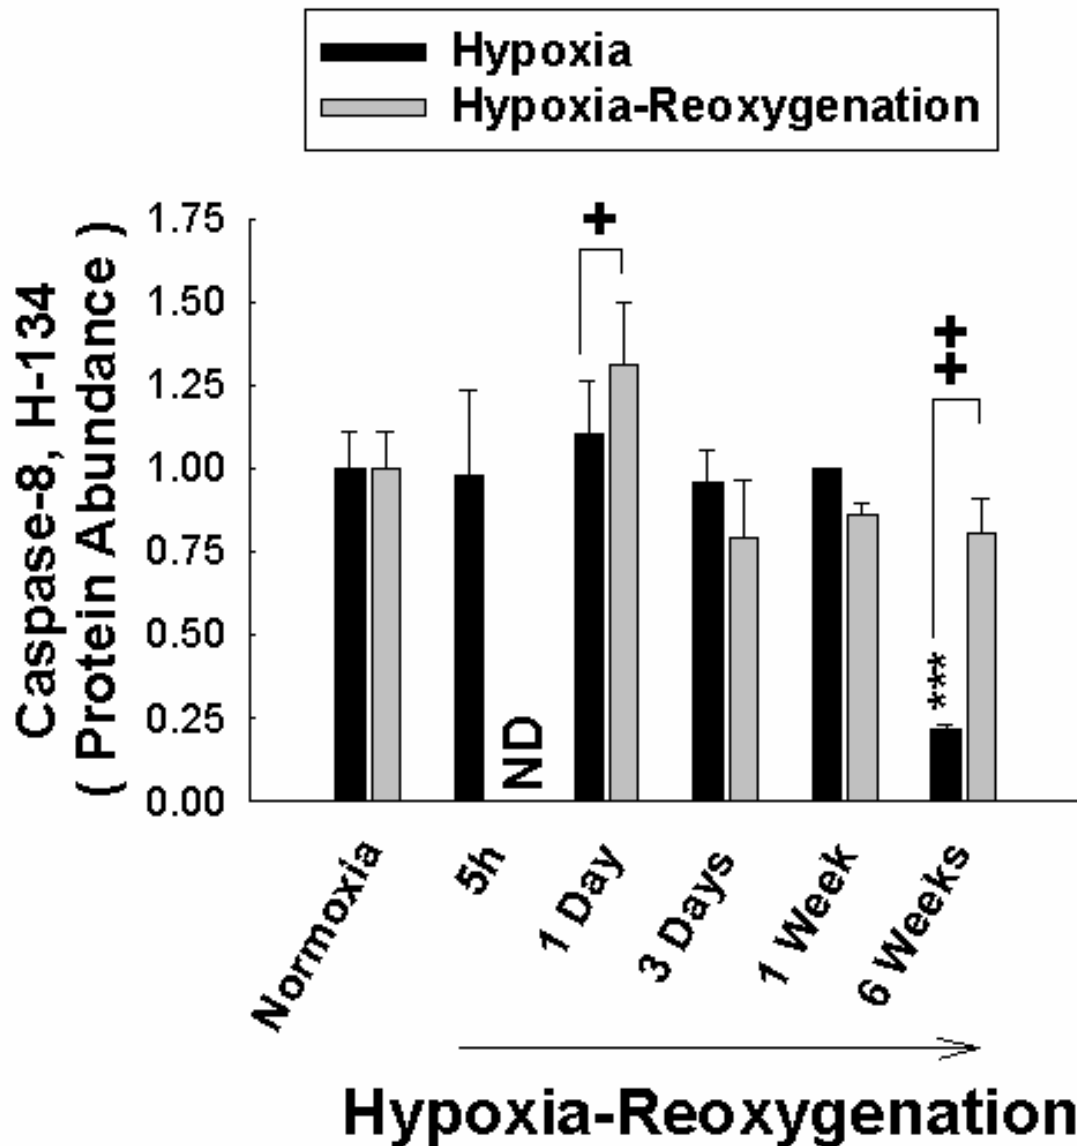 Hypoxia
Hypoxia-Reoxygenation
Caspase-8, H-134
( Protein Abundance )
1.75
1.50
1.25
1.00
0.75
0.50
0.25
0.00
+
+
+
***
ND
Normoxia
5h
1 Day
3 Days
1 Week
6 Weeks
Hypoxia-Reoxygenation